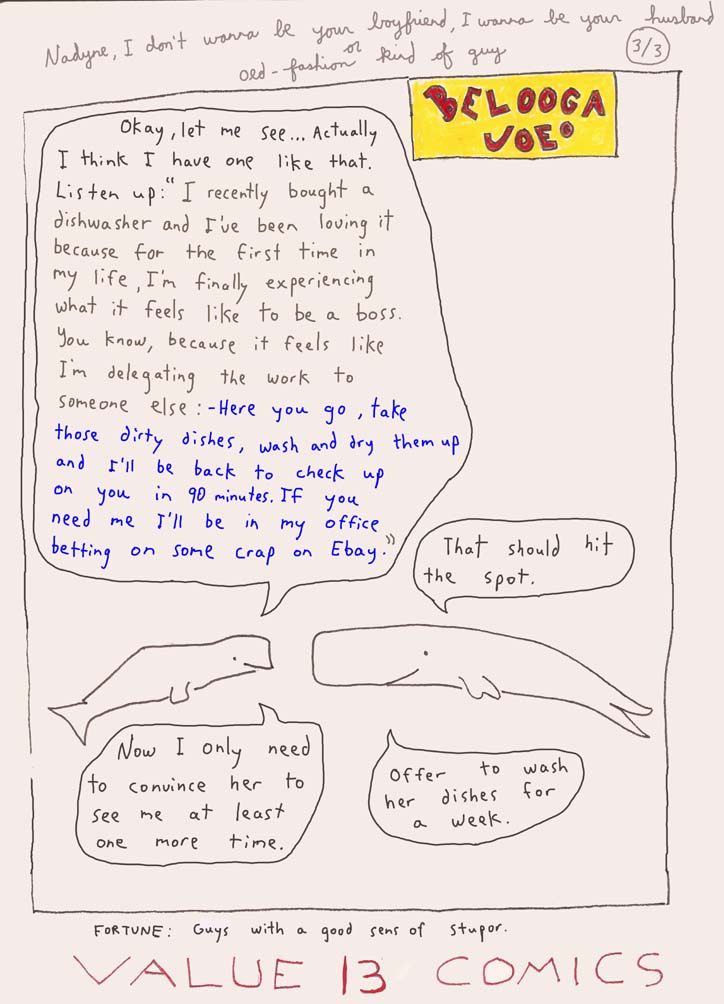 Nadyne, I don't wanna be your boyfriend, I wanna be your husband
or
oed-fashion kind of guy
3/3
BELOOGA
JOE
Okay, let me see... Actually
I think I have one like that.
Listen up: "I recently bought a
dishwasher and I've been loving it
because for the first time in
my life, I'm finally experiencing
what it feels like to be a boss.
You know, because it feels like
I'm delegating the work to
someone else: -Here you go, take
those dirty dishes, wash and dry them up
and I'll be back to check up
on you in 90 minutes. If you
need me I'll be in my office
betting on some crap on Ebay."
That should hit
the spot.
Now I only need
to convince her to
see me at least
one more time.
Offer to wash
her dishes for
a week.
FORTUNE: Guys with a good sens of stupor.
VALUE 13 COMICS